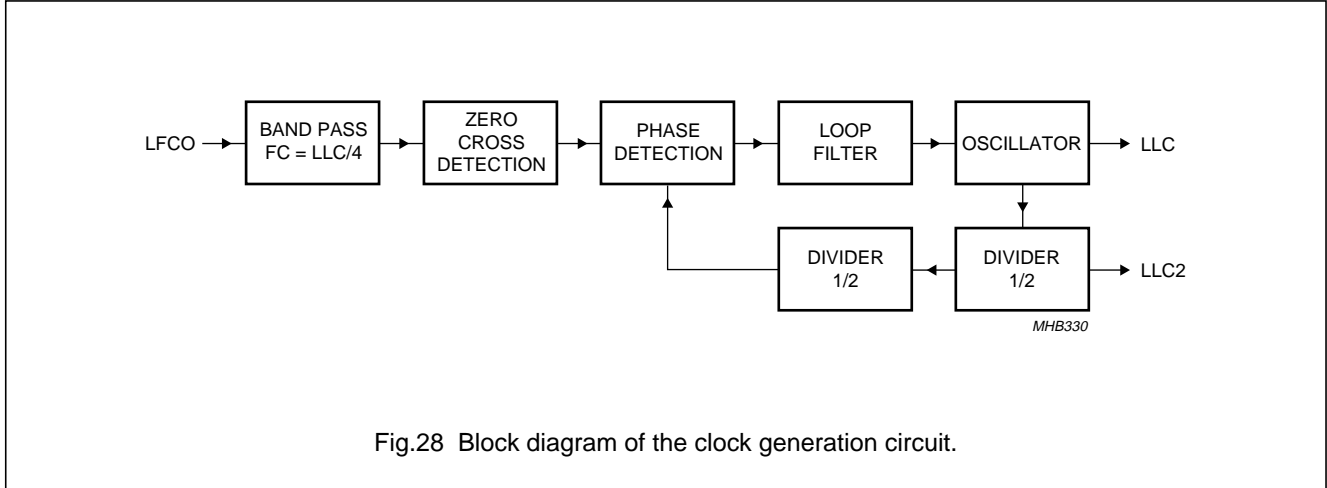 LFCO
BAND PASS
FC = LLC/4
ZERO
CROSS
DETECTION
PHASE
DETECTION
LOOP
FILTER
OSCILLATOR
LLC
DIVIDER
1/2
DIVIDER
1/2
LLC2
MHB330
Fig.28 Block diagram of the clock generation circuit.